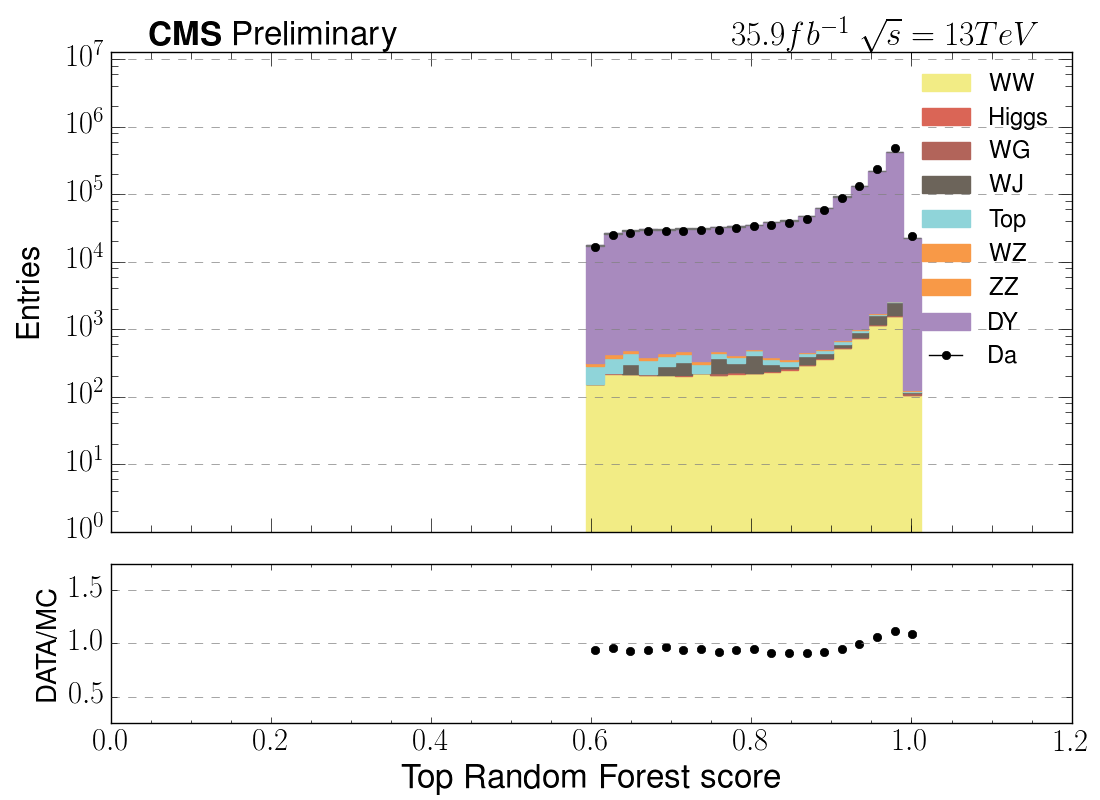 CMS Preliminary
35.9fb⁻¹ √s = 13TeV
10⁷
10⁶
10⁵
10⁴
10³
10²
10¹
10⁰
Entries
WW
Higgs
WG
WJ
Top
WZ
ZZ
DY
Da
1.5
1.0
0.5
DATA/MC
0.0 0.2 0.4 0.6 0.8 1.0 1.2
Top Random Forest score